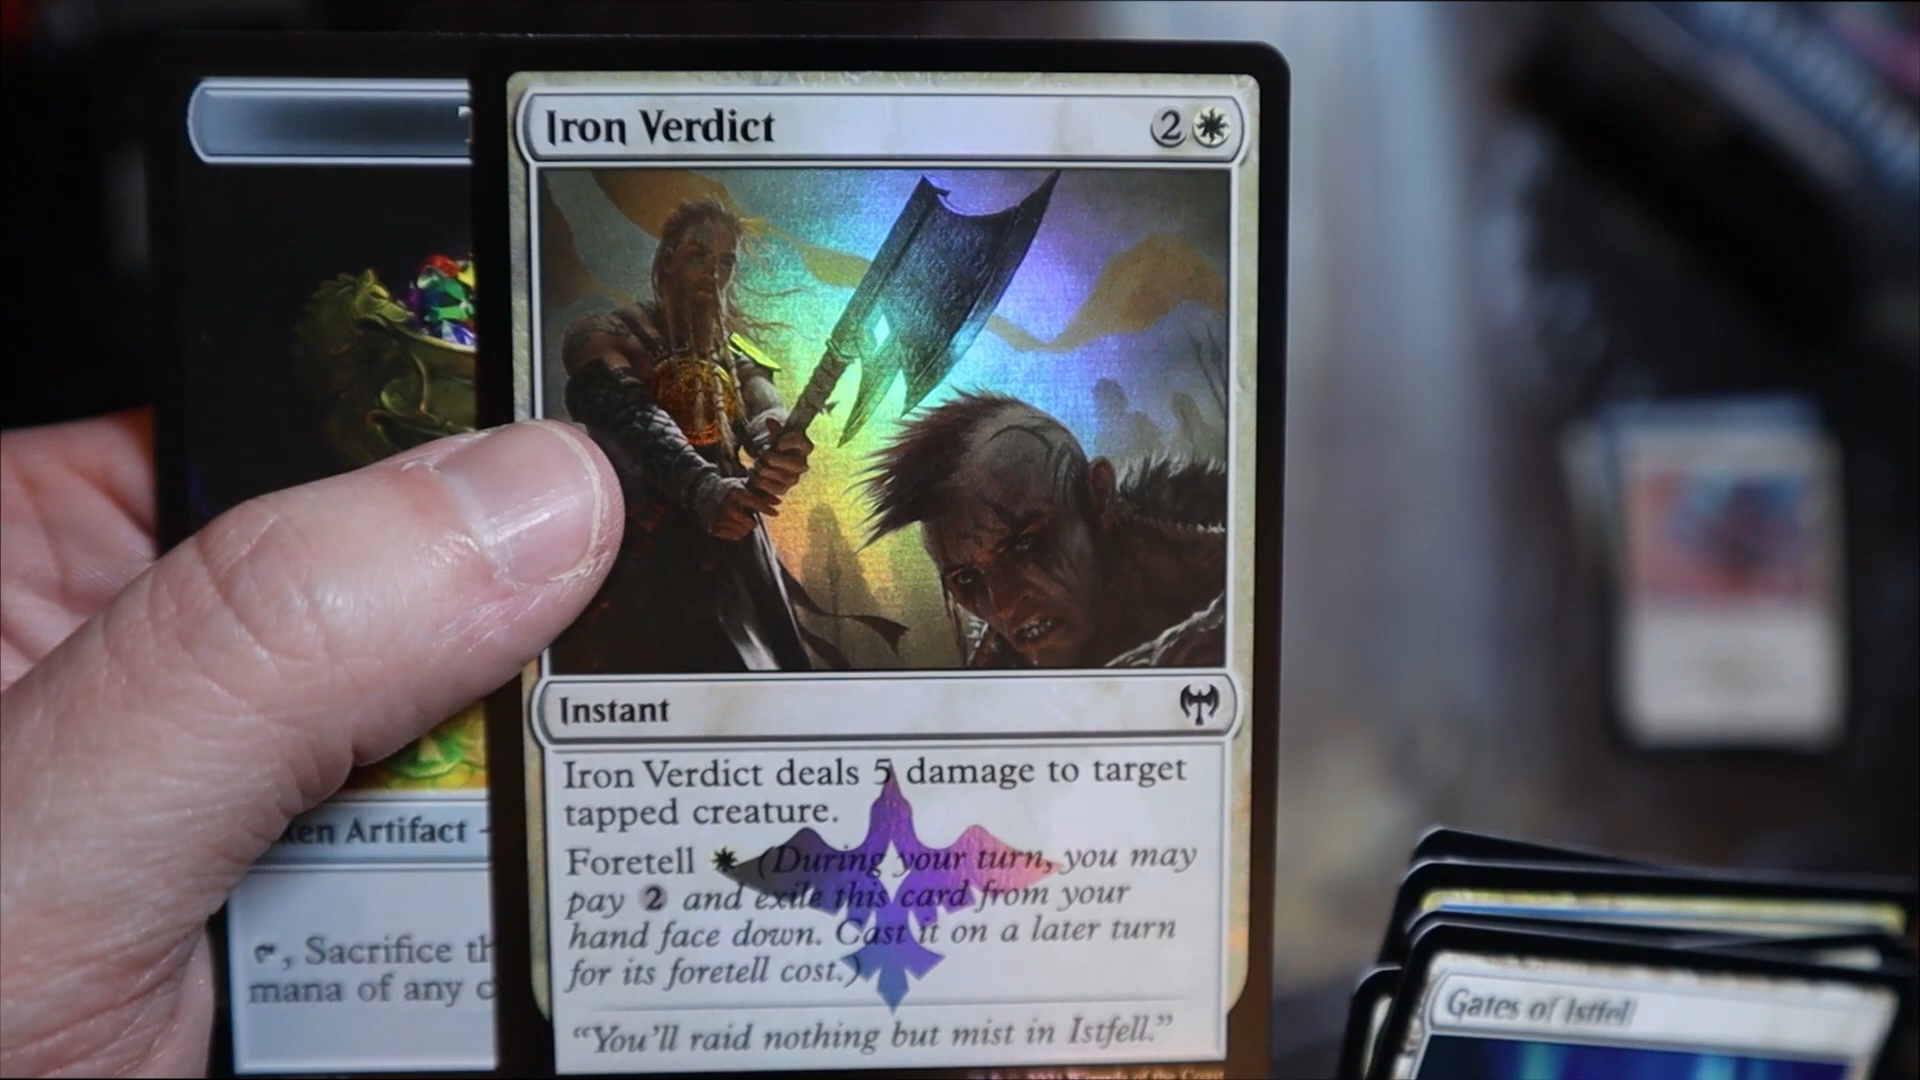 Iron Verdict 2
Instant
Iron Verdict deals 5 damage to target
tapped creature.
Foretell (During your turn, you may
pay 2 and exile this card from your
hand face down. Cast it on a later turn
for its foretell cost.)
"You'll raid nothing but mist in Istfell."
Artifact -
, Sacrifice
mana of any
Gates of Istfell